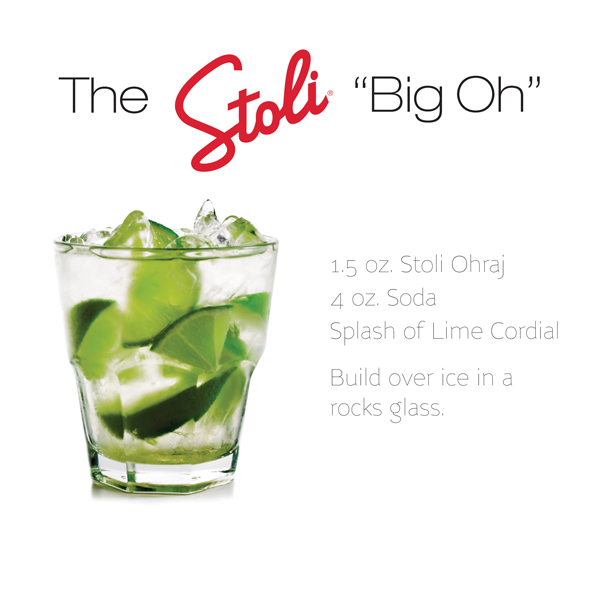 The Stoli® “Big Oh”
1.5 oz. Stoli Ohraj
4 oz. Soda
Splash of Lime Cordial
Build over ice in a
rocks glass.